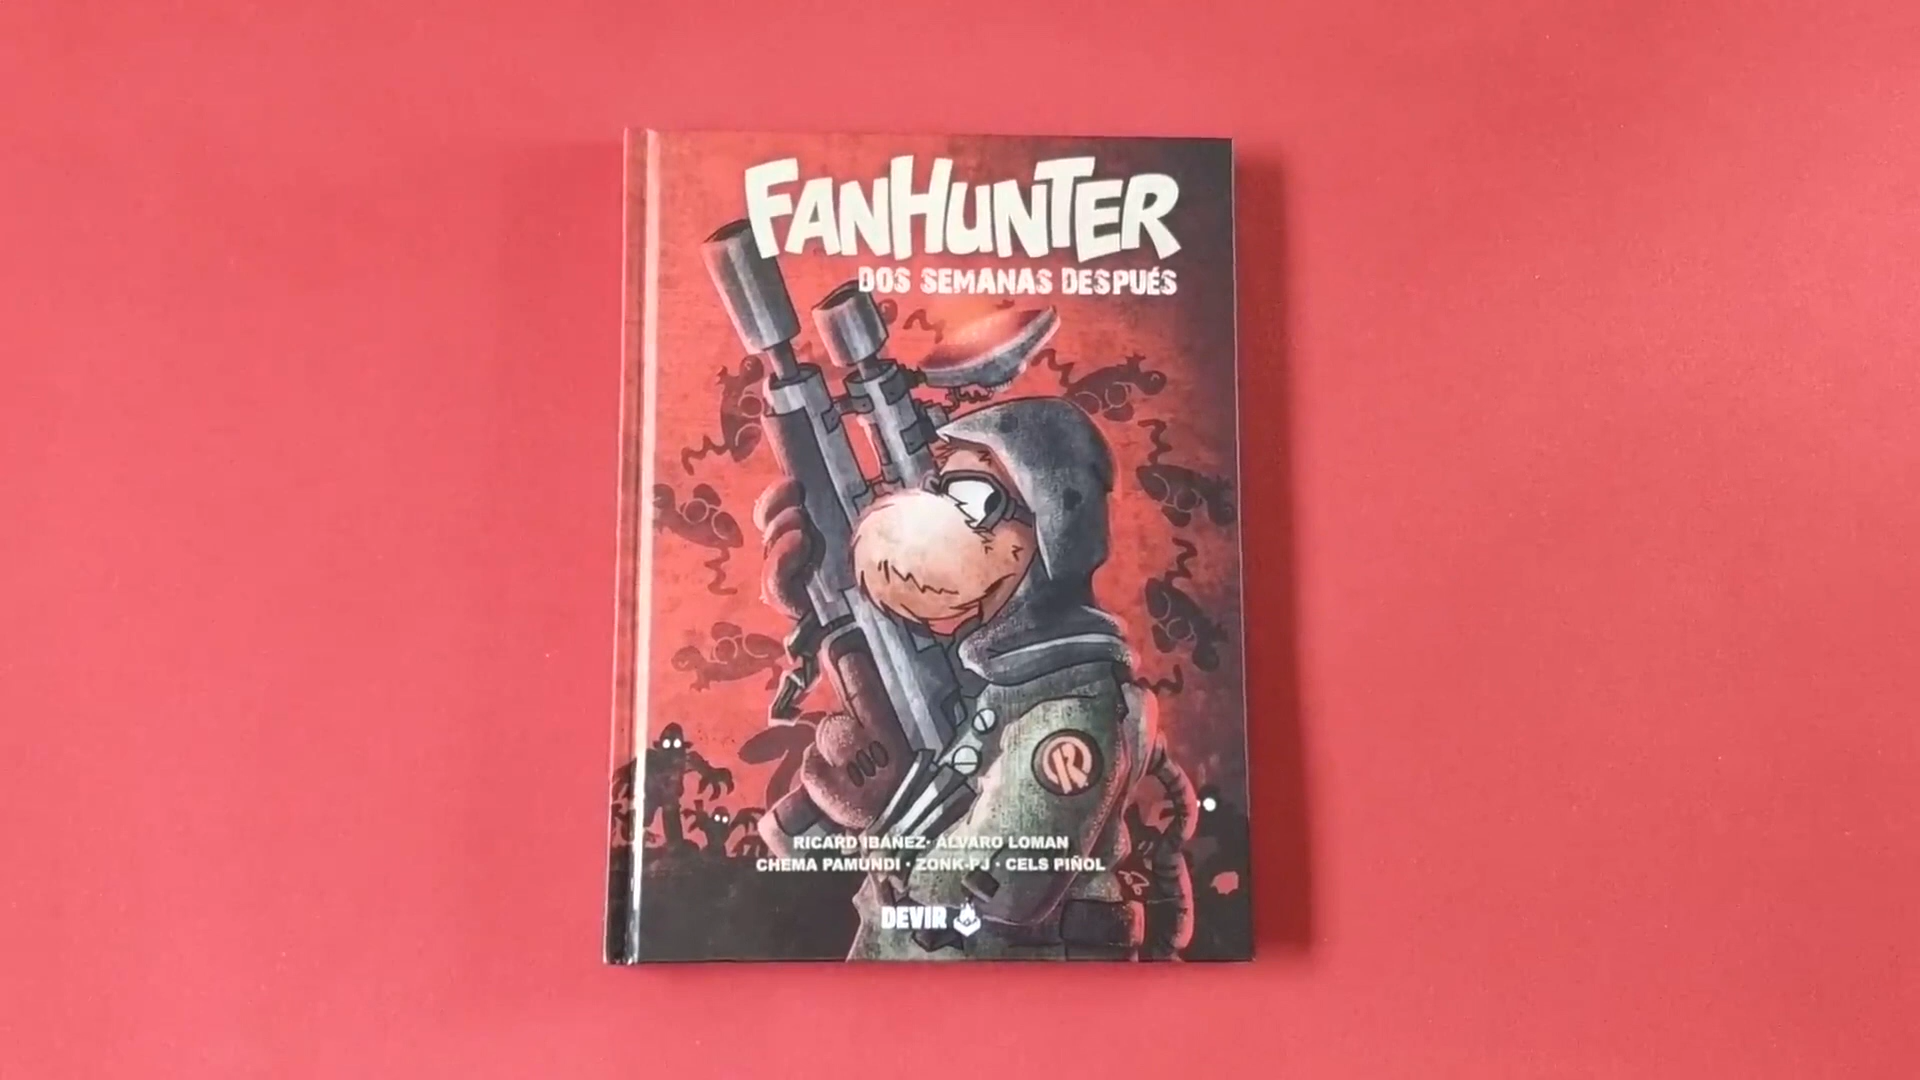 FANHUNTER
DOS SEMANAS DESPUÉS
R
RICARD IBÁÑEZ · ÁLVARO LOMAN
CHEMA PAMUNDI · ZONK-PJ · CELS PIÑOL
DEVIR